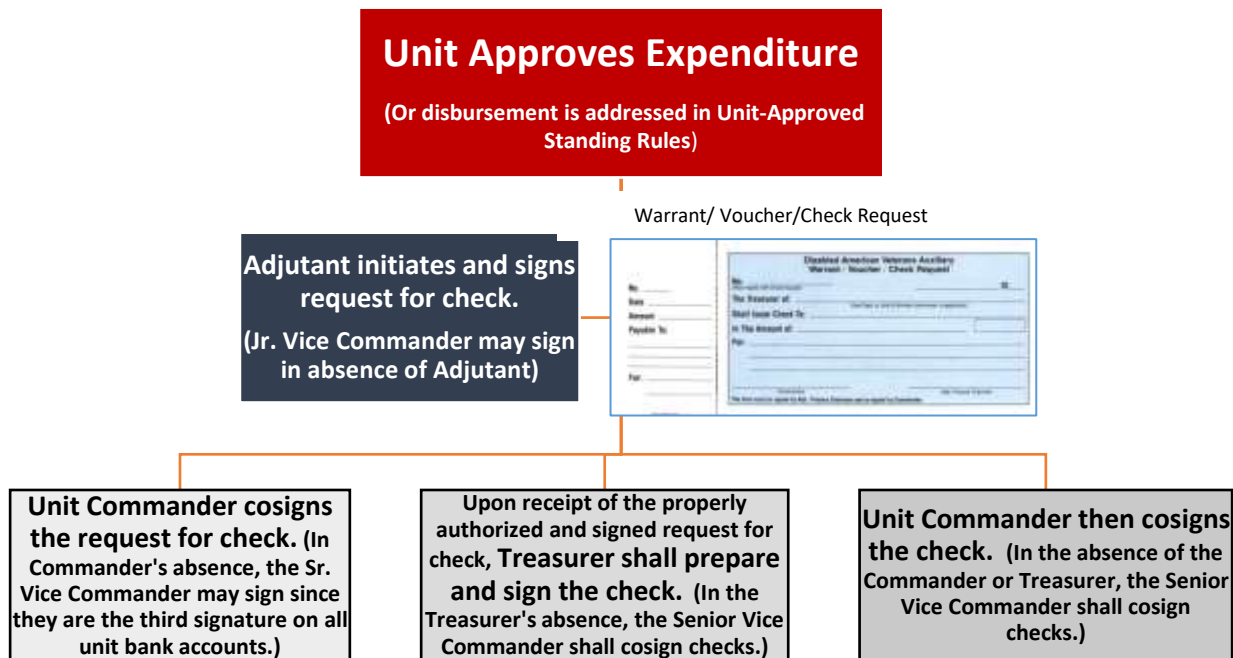 Unit Approves Expenditure
(Or disbursement is addressed in Unit-Approved
Standing Rules)
Warrant/ Voucher/Check Request
Adjutant initiates and signs
request for check.
(Jr. Vice Commander may sign
in absence of Adjutant)
No
Date
Amount
Payable To
For
Disabled American Veterans Auxiliary
Warrant - Voucher - Check Request
No.
The Treasurer of
Shall Issue Check To
In The Amount of
For
Unit Commander cosigns
the request for check. (In
Commander's absence, the Sr.
Vice Commander may sign since
they are the third signature on all
unit bank accounts.)
Upon receipt of the properly
authorized and signed request for
check, Treasurer shall prepare
and sign the check. (In the
Treasurer's absence, the Senior Vice
Commander shall cosign checks.)
Unit Commander then cosigns
the check. (In the absence of the
Commander or Treasurer, the Senior
Vice Commander shall cosign
checks.)